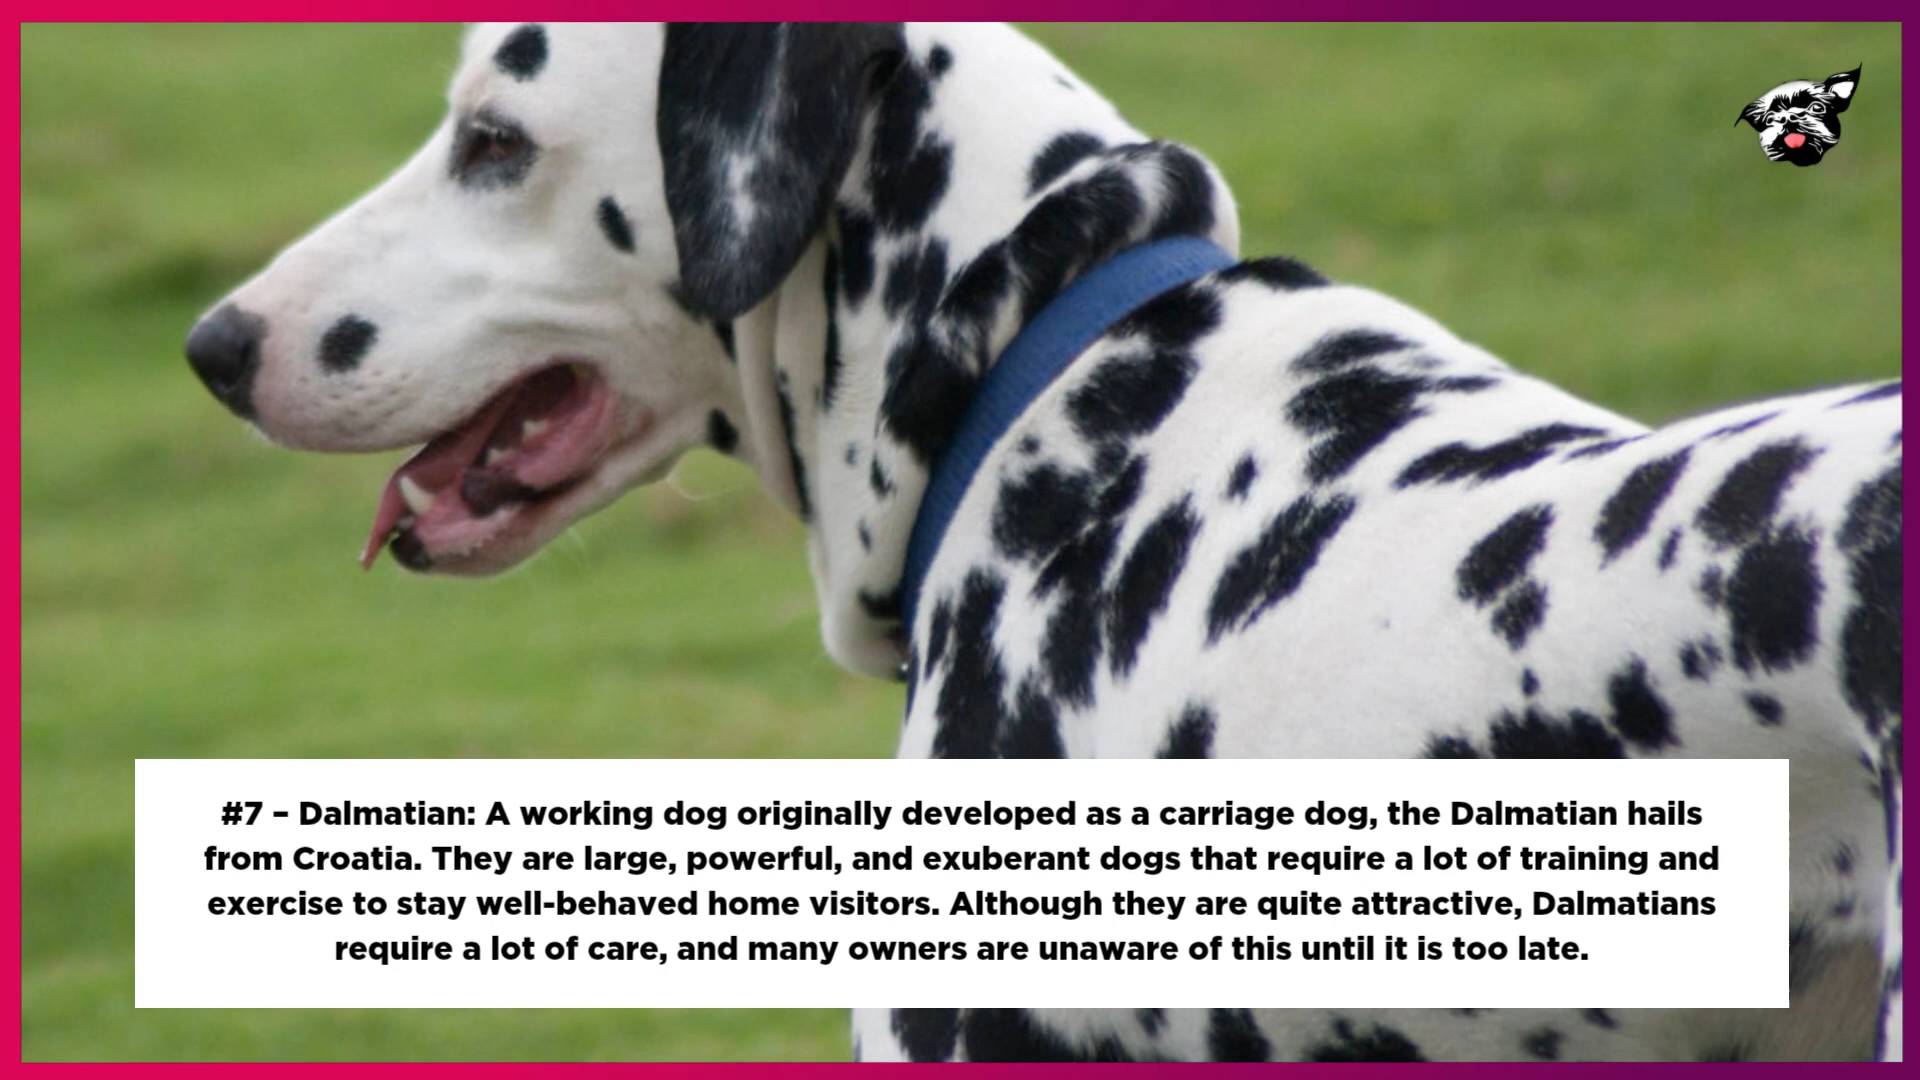 #7 – Dalmatian: A working dog originally developed as a carriage dog, the Dalmatian hails
from Croatia. They are large, powerful, and exuberant dogs that require a lot of training and
exercise to stay well-behaved home visitors. Although they are quite attractive, Dalmatians
require a lot of care, and many owners are unaware of this until it is too late.